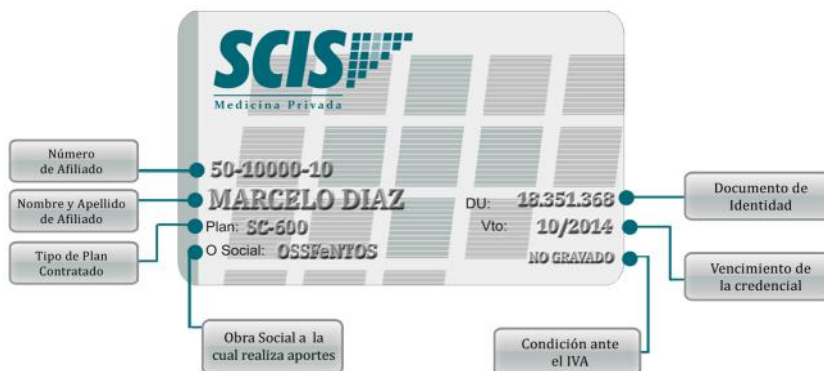 SCIS
Medicina Privada
Número
de Afiliado
50-10000-10
Nombre y Apellido
de Afiliado
MARCELO DIAZ
DU: 18.351.368
Documento de
Identidad
Tipo de Plan
Contratado
Plan: SC-600
Vto: 10/2014
Vencimiento de
la credencial
O Social: OSSFeNTOS
NO GRAVADO
Obra Social a la
cual realiza aportes
Condición ante
el IVA